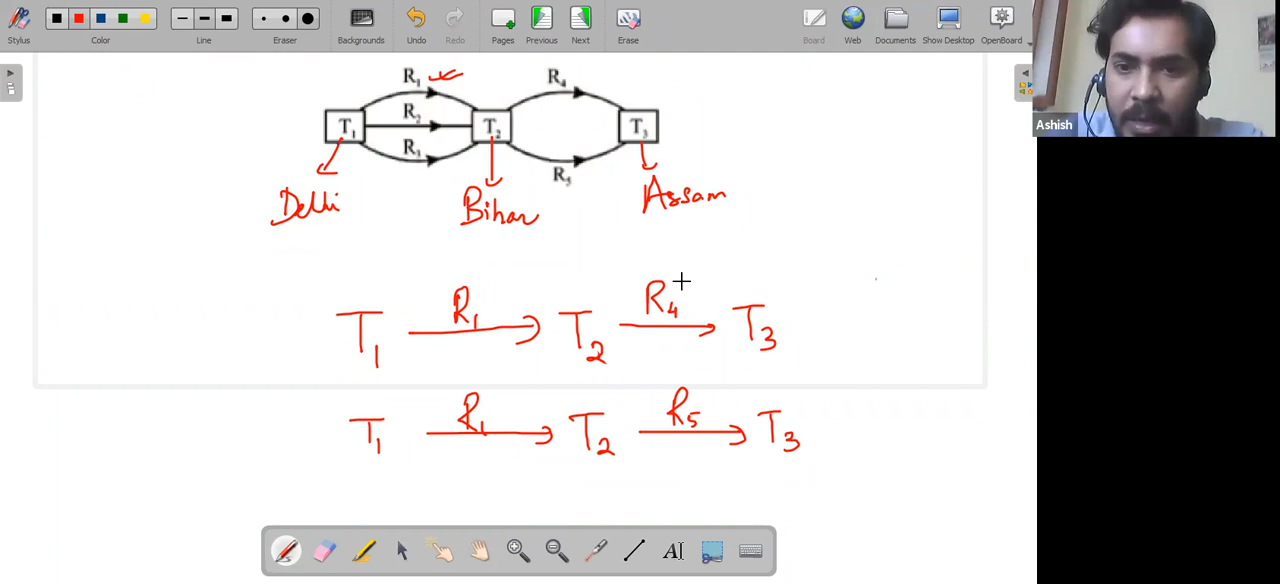 Stylus Color Line Eraser Backgrounds Undo Redo Pages Previous Next Erase Board Web Documents Show Desktop OpenBoard
R₁ R₄
T₁ R₂ T₂ T₃
R₃ R₅
Delhi Bihar Assam
Ashish
T₁ R₁ T₂ R₄ T₃
T₁ R₁ T₂ R₅ T₃
A